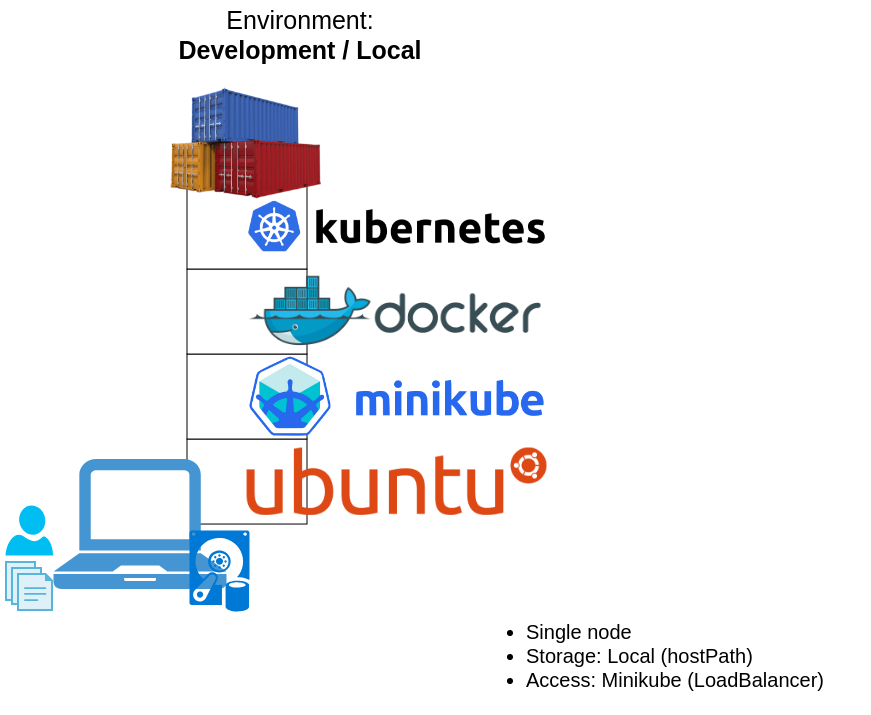 Environment:
Development / Local
kubernetes
docker
minikube
ubuntu
Single node
Storage: Local (hostPath)
Access: Minikube (LoadBalancer)